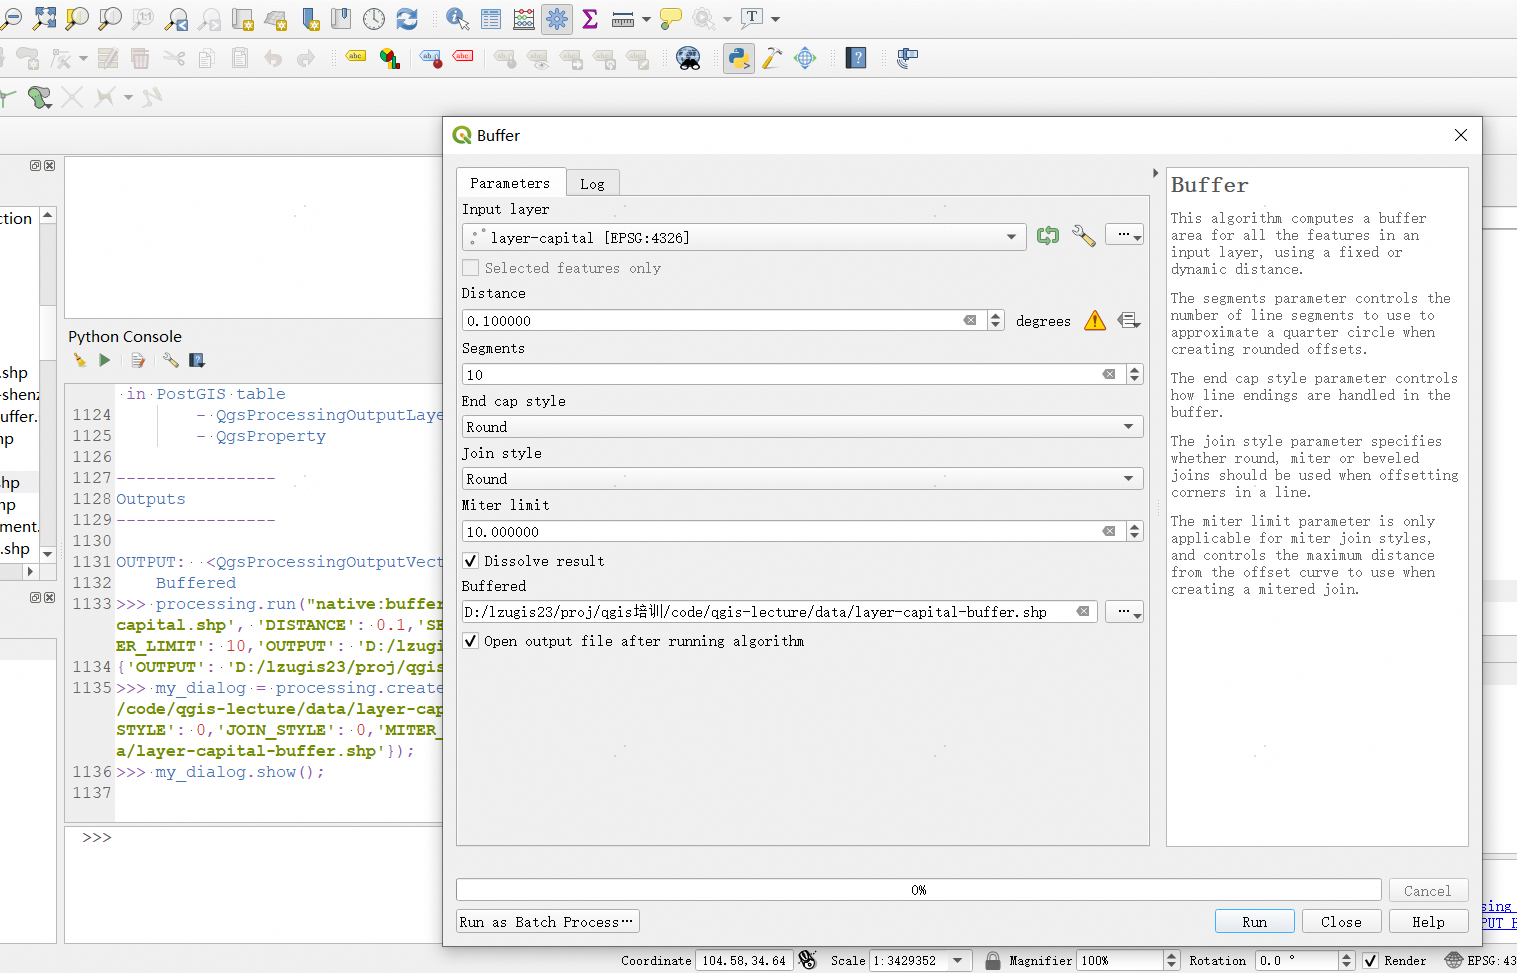 abc
ab
abc
T
1:1
?
Buffer
ction
.shp
-shenz
uffer.
np
hp
np
ment.
.shp
Python Console
in PostGIS table
1124 - QgsProcessingOutputLaye
1125 - QgsProperty
1126
1127 ----------------
1128 Outputs
1129 ----------------
1130
1131 OUTPUT: <QgsProcessingOutputVect
1132 Buffered
1133 >>> processing.run("native:buffer
capital.shp', 'DISTANCE': 0.1,'SE
ER_LIMIT': 10,'OUTPUT': 'D:/lzugi
1134 {'OUTPUT': 'D:/lzugis23/proj/qgis
1135 >>> my_dialog = processing.create
/code/qgis-lecture/data/layer-cap
STYLE': 0,'JOIN_STYLE': 0,'MITER_
a/layer-capital-buffer.shp'});
1136 >>> my_dialog.show();
1137
>>>
Parameters Log
Input layer
layer-capital [EPSG:4326]
Selected features only
Distance
0.100000 degrees
Segments
10
End cap style
Round
Join style
Round
Miter limit
10.000000
Dissolve result
Buffered
D:/lzugis23/proj/qgis培训/code/qgis-lecture/data/layer-capital-buffer.shp
Open output file after running algorithm
Buffer
This algorithm computes a buffer
area for all the features in an
input layer, using a fixed or
dynamic distance.
The segments parameter controls the
number of line segments to use to
approximate a quarter circle when
creating rounded offsets.
The end cap style parameter controls
how line endings are handled in the
buffer.
The join style parameter specifies
whether round, miter or beveled
joins should be used when offsetting
corners in a line.
The miter limit parameter is only
applicable for miter join styles,
and controls the maximum distance
from the offset curve to use when
creating a mitered join.
0% Cancel
Run as Batch Process… Run Close Help
sing
PUT H
Coordinate 104.58,34.64 Scale 1:3429352 Magnifier 100% Rotation 0.0 ° Render EPSG:43